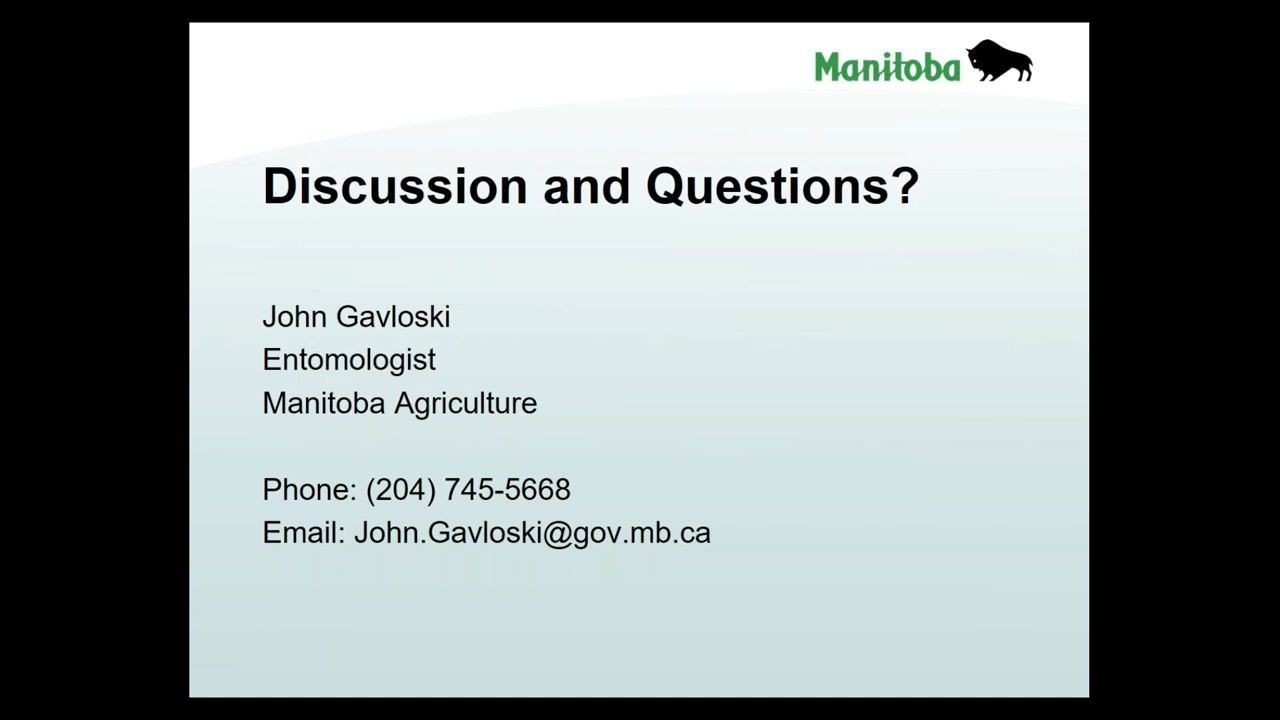 Manitoba
Discussion and Questions?
John Gavloski
Entomologist
Manitoba Agriculture
Phone: (204) 745-5668
Email: John.Gavloski@gov.mb.ca